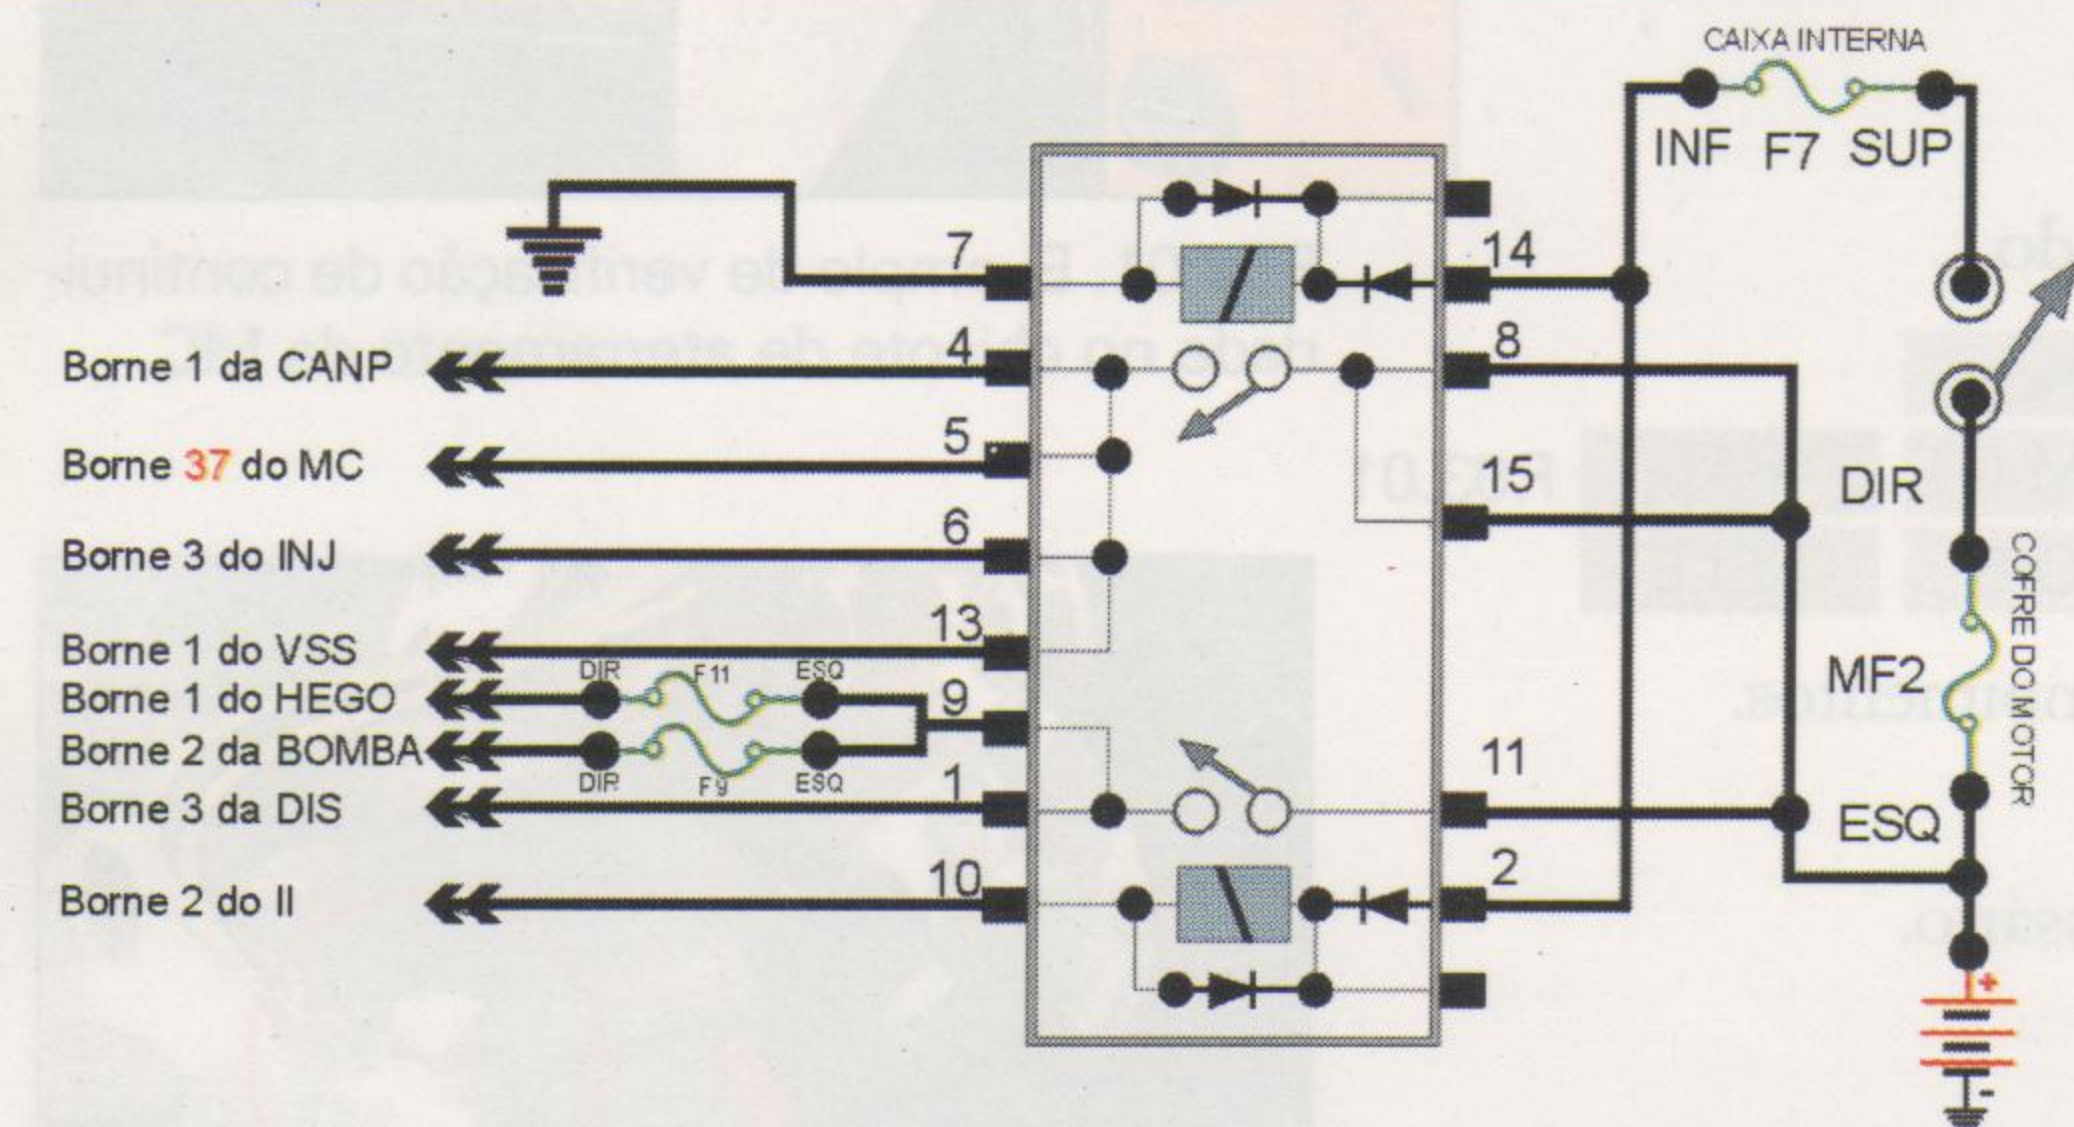 CAIXA INTERNA
INF F7 SUP
7
14
4
8
Borne 1 da CANP
5
Borne 37 do MC
15
DIR
6
Borne 3 do INJ
COFRE DO MOTOR
13
Borne 1 do VSS
DIR F11 ESQ
Borne 1 do HEGO
9
MF2
Borne 2 da BOMBA
DIR F9 ESQ
1
11
Borne 3 da DIS
ESQ
10
2
Borne 2 do II
+
-